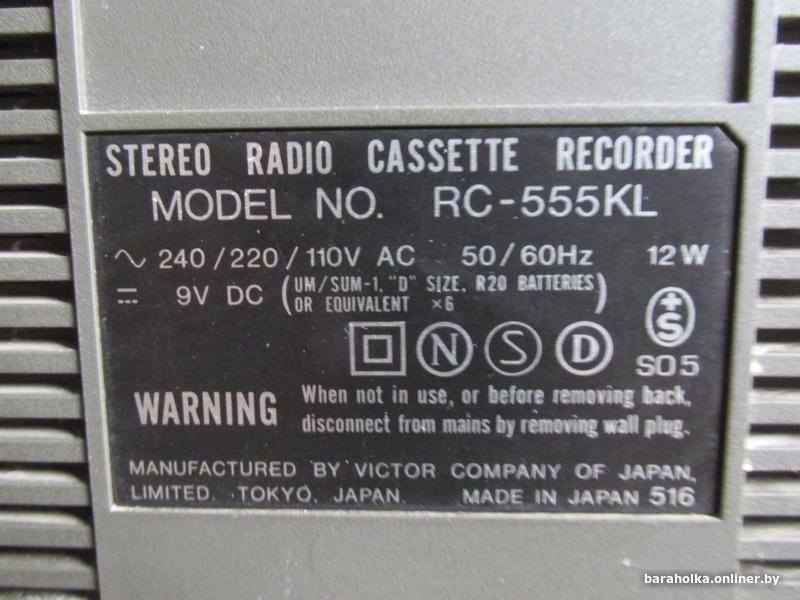 STEREO RADIO CASSETTE RECORDER
MODEL NO. RC-555KL
∿ 240/220/110V AC 50/60Hz 12W
⎓ 9V DC (UM/SUM-1, "D" SIZE, R20 BATTERIES
OR EQUIVALENT ×6)
N S D +S
SO5
WARNING When not in use, or before removing back,
disconnect from mains by removing wall plug.
MANUFACTURED BY VICTOR COMPANY OF JAPAN,
LIMITED. TOKYO, JAPAN. MADE IN JAPAN 516
baraholka.onliner.by